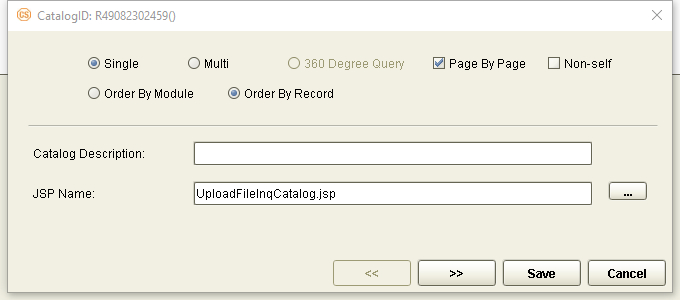 CS CatalogID: R49082302459()
Single Multi 360 Degree Query Page By Page Non-self
Order By Module Order By Record
Catalog Description:
JSP Name: UploadFileInqCatalog.jsp ...
<< >> Save Cancel